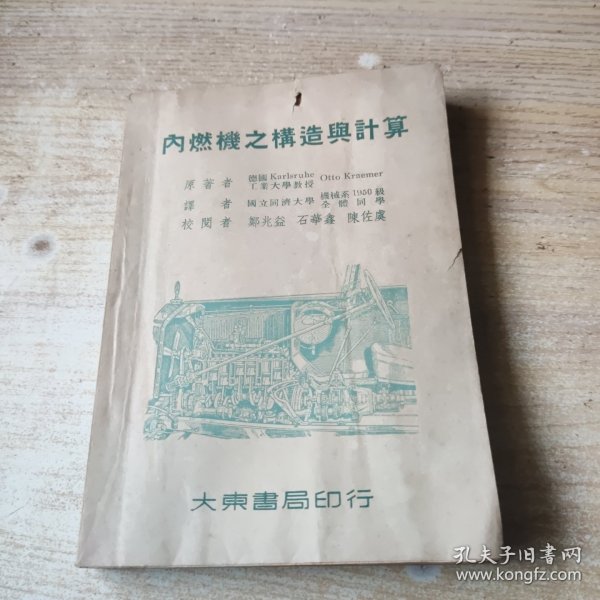 內燃機之構造與計算
原著者 德國Karlsruhe工業大學教授 Otto Kraemer
譯者 國立同濟大學 機械系1950級全體同學
校閱者 鄭兆益 石華鑫 陳佐虞
大東書局印行
孔夫子旧书网
www.kongfz.com